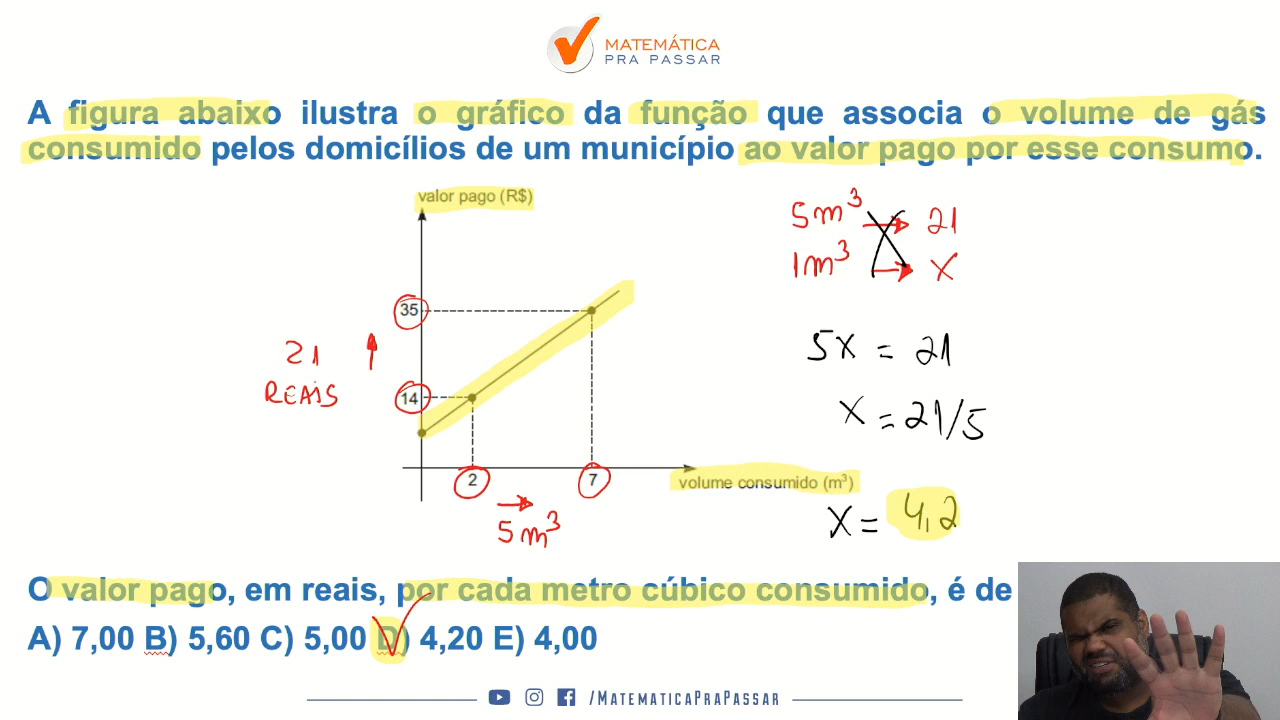 MATEMÁTICA
PRA PASSAR
A figura abaixo ilustra o gráfico da função que associa o volume de gás
consumido pelos domicílios de um município ao valor pago por esse consumo.
valor pago (R$)
35
14
2
7
volume consumido (m³)
21
REAIS
5m³
5m³ → 21
1m³ → X
5X = 21
X = 21/5
X = 4,2
O valor pago, em reais, por cada metro cúbico consumido, é de
A) 7,00 B) 5,60 C) 5,00 D) 4,20 E) 4,00
/MatematicaPraPassar